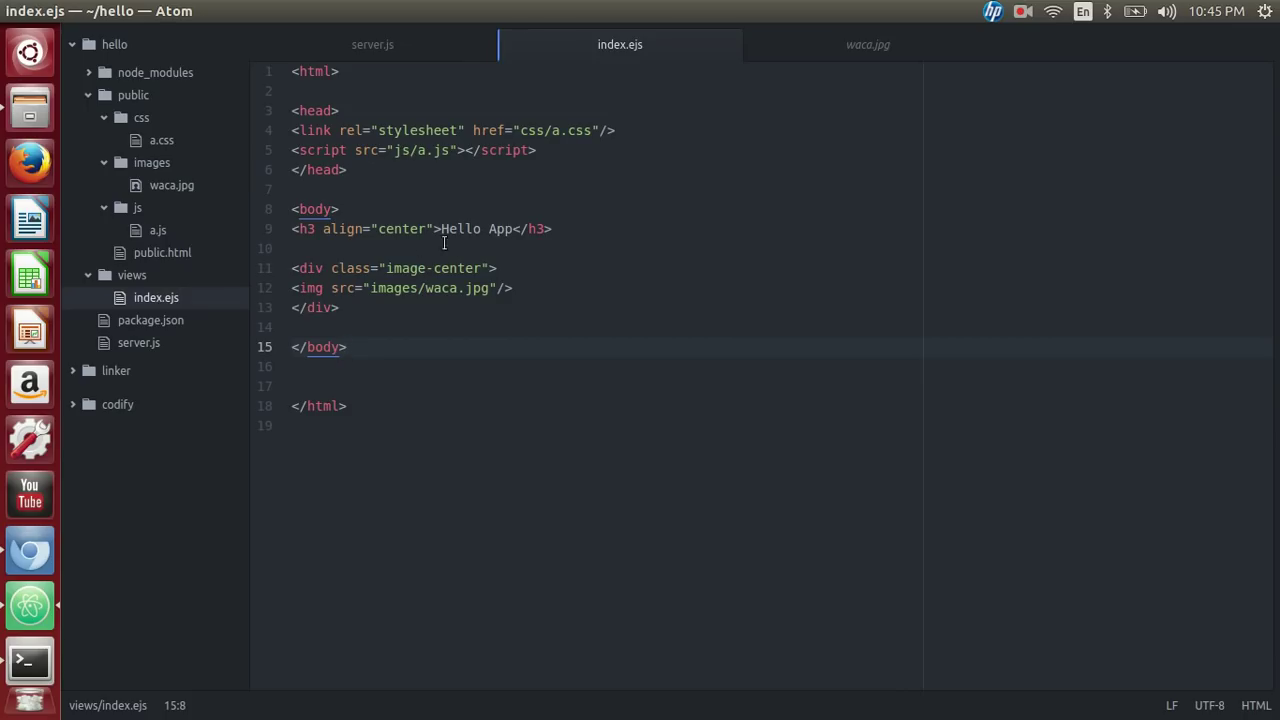 index.ejs — ~/hello — Atom
hp
En
10:45 PM
hello
node_modules
public
css
a.css
images
waca.jpg
js
a.js
public.html
views
index.ejs
package.json
server.js
linker
codify
server.js
index.ejs
waca.jpg
1 <html>
2
3 <head>
4 <link rel="stylesheet" href="css/a.css"/>
5 <script src="js/a.js"></script>
6 </head>
7
8 <body>
9 <h3 align="center">Hello App</h3>
10
11 <div class="image-center">
12 <img src="images/waca.jpg"/>
13 </div>
14
15 </body>
16
17
18 </html>
19
a
You
Tube
>_
views/index.ejs 15:8
LF UTF-8 HTML